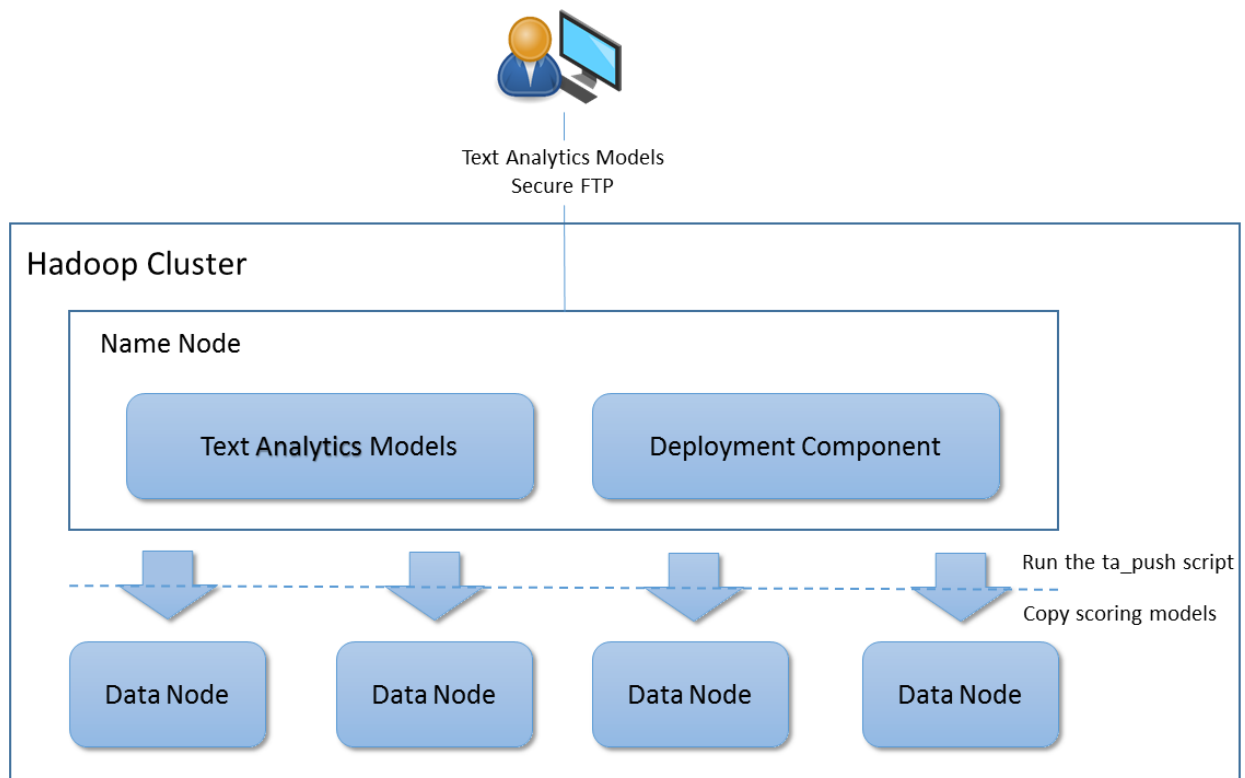 Text Analytics Models
Secure FTP
Hadoop Cluster
Name Node
Text Analytics Models
Deployment Component
Run the ta_push script
Copy scoring models
Data Node
Data Node
Data Node
Data Node